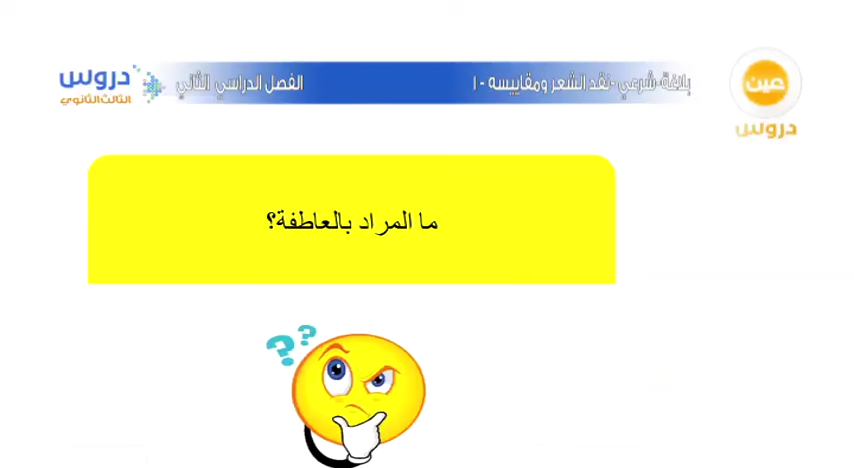 عين
دروس
بلاغة-شرعي -نقد الشعر ومقاييسه - ١
الفصل الدراسي الثاني
دروس
الثالث الثانوي
ما المراد بالعاطفة؟
? ?